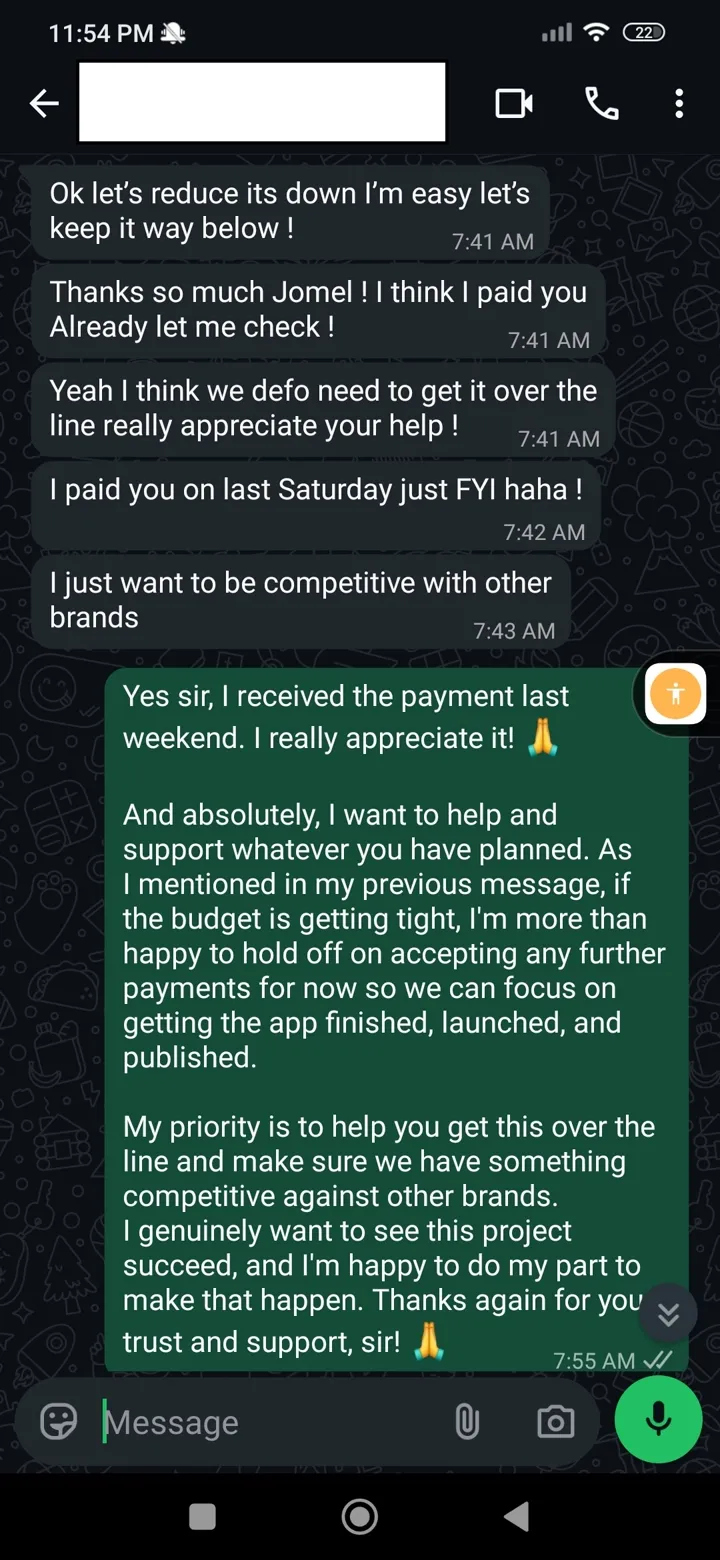 11:54 PM
22
Ok let’s reduce its down I’m easy let’s
keep it way below !
7:41 AM
Thanks so much Jomel ! I think I paid you
Already let me check !
7:41 AM
Yeah I think we defo need to get it over the
line really appreciate your help !
7:41 AM
I paid you on last Saturday just FYI haha !
7:42 AM
I just want to be competitive with other
brands
7:43 AM
Yes sir, I received the payment last
weekend. I really appreciate it! 🙏
And absolutely, I want to help and
support whatever you have planned. As
I mentioned in my previous message, if
the budget is getting tight, I'm more than
happy to hold off on accepting any further
payments for now so we can focus on
getting the app finished, launched, and
published.
My priority is to help you get this over the
line and make sure we have something
competitive against other brands.
I genuinely want to see this project
succeed, and I'm happy to do my part to
make that happen. Thanks again for you
trust and support, sir! 🙏
7:55 AM
Message